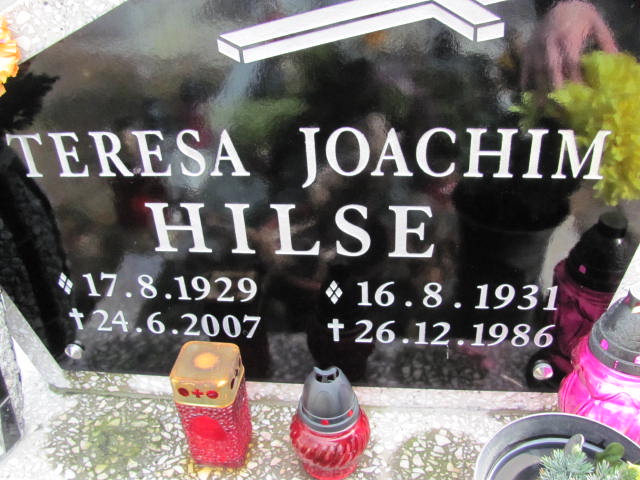 TERESA JOACHIM
HILSE
17.8.1929 16.8.1931
✝24.6.2007 ✝26.12.1986